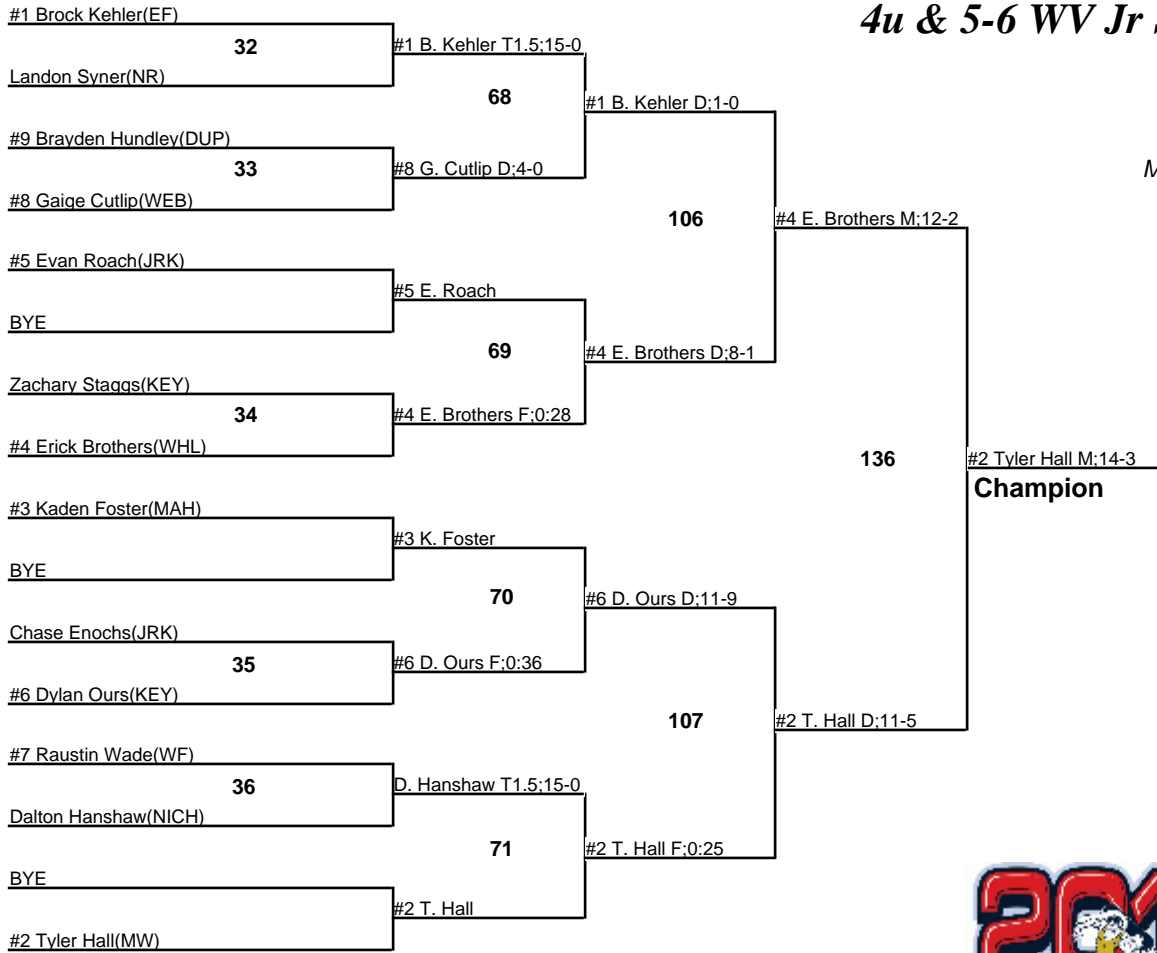 4u & 5-6 WV Jr
#1 Brock Kehler(EF)
32
Landon Syner(NR)
#9 Brayden Hundley(DUP)
33
#8 Gaige Cutlip(WEB)
#5 Evan Roach(JRK)
BYE
Zachary Staggs(KEY)
34
#4 Erick Brothers(WHL)
#3 Kaden Foster(MAH)
BYE
Chase Enochs(JRK)
35
#6 Dylan Ours(KEY)
#7 Raustin Wade(WF)
36
Dalton Hanshaw(NICH)
BYE
#2 Tyler Hall(MW)
#1 B. Kehler T1.5;15-0
68
#8 G. Cutlip D;4-0
#5 E. Roach
69
#4 E. Brothers F;0:28
#3 K. Foster
70
#6 D. Ours F;0:36
D. Hanshaw T1.5;15-0
71
#2 T. Hall
#1 B. Kehler D;1-0
106
#4 E. Brothers D;8-1
#6 D. Ours D;11-9
107
#2 T. Hall F;0:25
#4 E. Brothers M;12-2
136
#2 T. Hall D;11-5
#2 Tyler Hall M;14-3
Champion
M
201